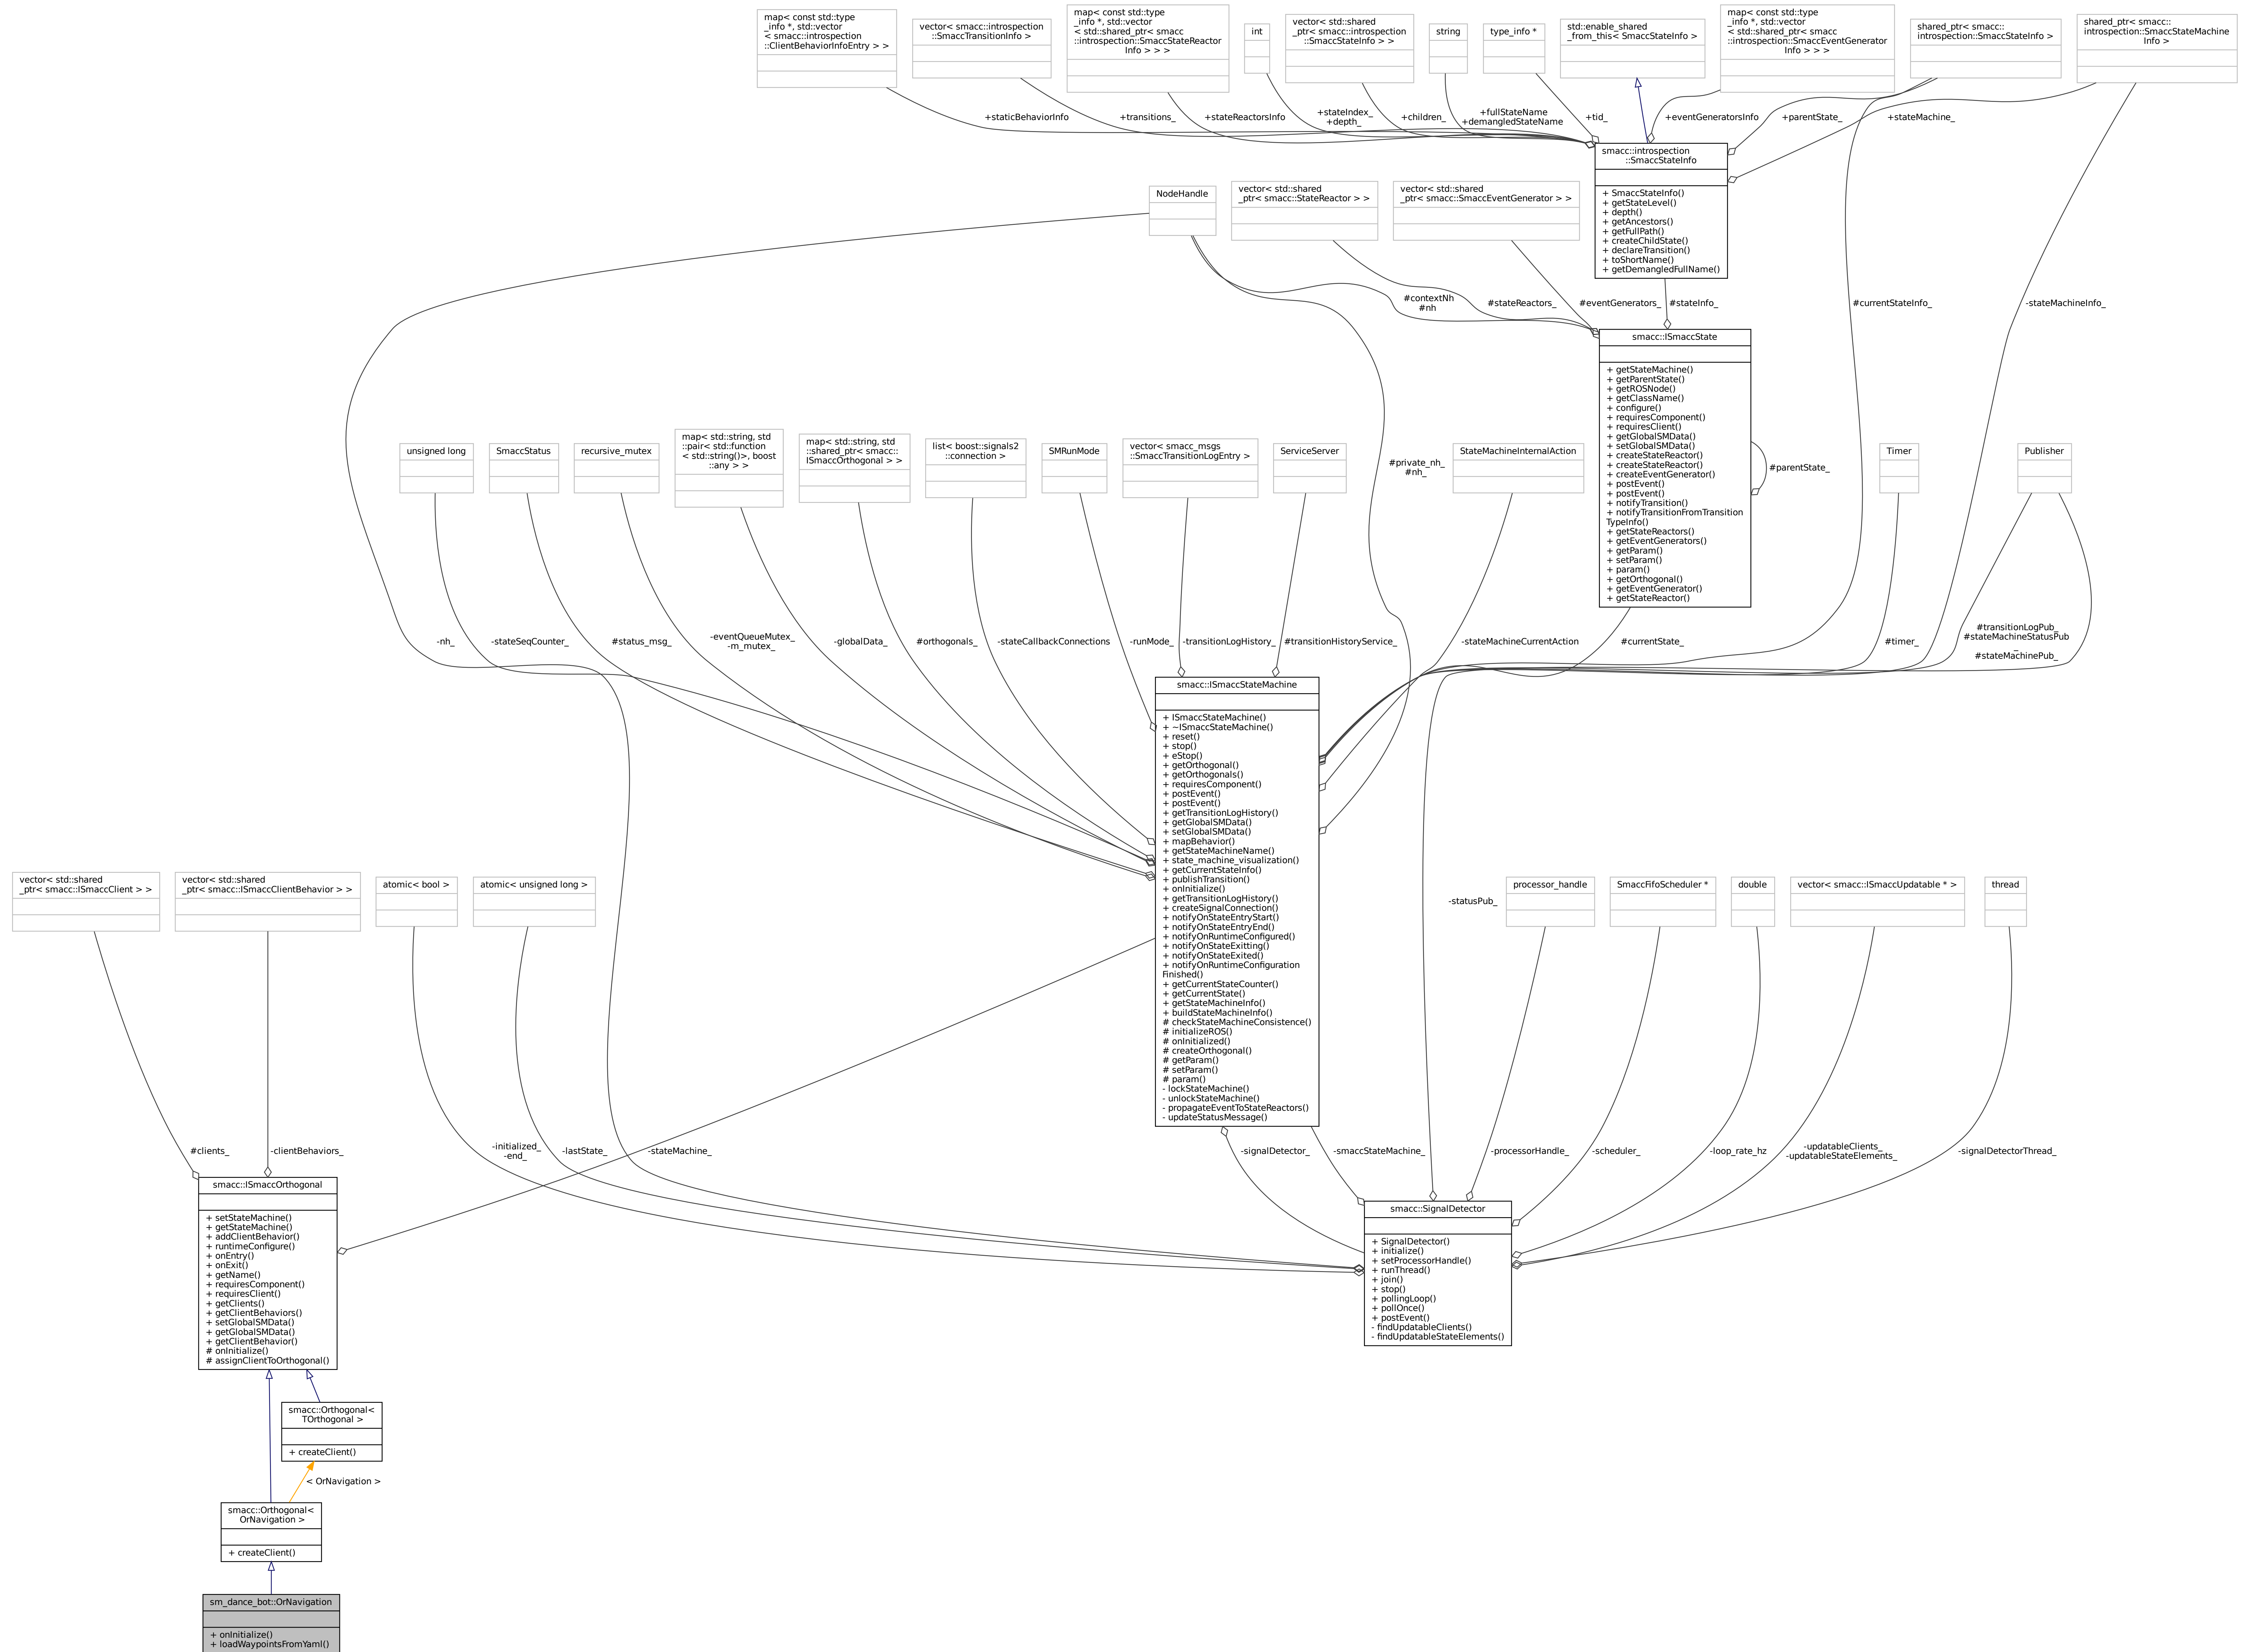 map< const std::type
_info *, std::vector
< smacc::introspection
::ClientBehaviorInfoEntry > >
vector< smacc::introspection
::SmaccTransitionInfo >
map< const std::type
_info *, std::vector
< std::shared_ptr< smacc
::introspection::SmaccStateReactor
Info > > >
int
vector< std::shared
_ptr< smacc::introspection
::SmaccStateInfo > >
string
type_info *
std::enable_shared
_from_this< SmaccStateInfo >
map< const std::type
_info *, std::vector
< std::shared_ptr< smacc
::introspection::SmaccEventGenerator
Info > > >
shared_ptr< smacc::
introspection::SmaccStateInfo >
shared_ptr< smacc::
introspection::SmaccStateMachine
Info >
+staticBehaviorInfo
+transitions_
+stateReactorsInfo
+stateIndex_
+depth_
+children_
+fullStateName
+demangledStateName
+tid_
+eventGeneratorsInfo
+parentState_
+stateMachine_
smacc::introspection
::SmaccStateInfo
+ SmaccStateInfo()
+ getStateLevel()
+ depth()
+ getAncestors()
+ getFullPath()
+ createChildState()
+ declareTransition()
+ toShortName()
+ getDemangledFullName()
NodeHandle
vector< std::shared
_ptr< smacc::StateReactor > >
vector< std::shared
_ptr< smacc::SmaccEventGenerator > >
#contextNh
#nh
#stateReactors_
#eventGenerators_
#stateInfo_
#currentStateInfo_
-stateMachineInfo_
smacc::ISmaccState
+ getStateMachine()
+ getParentState()
+ getROSNode()
+ getClassName()
+ configure()
+ requiresComponent()
+ requiresClient()
+ getGlobalSMData()
+ setGlobalSMData()
+ createStateReactor()
+ createStateReactor()
+ createEventGenerator()
+ postEvent()
+ postEvent()
+ notifyTransition()
+ notifyTransitionFromTransition
TypeInfo()
+ getStateReactors()
+ getEventGenerators()
+ getParam()
+ setParam()
+ param()
+ getOrthogonal()
+ getEventGenerator()
+ getStateReactor()
#parentState_
unsigned long
SmaccStatus
recursive_mutex
map< std::string, std
::pair< std::function
< std::string()>, boost
::any > >
map< std::string, std
::shared_ptr< smacc::
ISmaccOrthogonal > >
list< boost::signals2
::connection >
SMRunMode
vector< smacc_msgs
::SmaccTransitionLogEntry >
ServiceServer
#private_nh_
#nh_
StateMachineInternalAction
Timer
Publisher
-nh_
-stateSeqCounter_
#status_msg_
-eventQueueMutex_
-m_mutex_
-globalData_
#orthogonals_
-stateCallbackConnections
-runMode_
-transitionLogHistory_
#transitionHistoryService_
-stateMachineCurrentAction
#currentState_
#timer_
#transitionLogPub_
#stateMachineStatusPub
_
#stateMachinePub_
smacc::ISmaccStateMachine
+ ISmaccStateMachine()
+ ~ISmaccStateMachine()
+ reset()
+ stop()
+ eStop()
+ getOrthogonal()
+ getOrthogonals()
+ requiresComponent()
+ postEvent()
+ postEvent()
+ getTransitionLogHistory()
+ getGlobalSMData()
+ setGlobalSMData()
+ mapBehavior()
+ getStateMachineName()
+ state_machine_visualization()
+ getCurrentStateInfo()
+ publishTransition()
+ onInitialize()
+ getTransitionLogHistory()
+ createSignalConnection()
+ notifyOnStateEntryStart()
+ notifyOnStateEntryEnd()
+ notifyOnRuntimeConfigured()
+ notifyOnStateExitting()
+ notifyOnStateExited()
+ notifyOnRuntimeConfiguration
Finished()
+ getCurrentStateCounter()
+ getCurrentState()
+ getStateMachineInfo()
+ buildStateMachineInfo()
# checkStateMachineConsistence()
# initializeROS()
# onInitialized()
# createOrthogonal()
# getParam()
# setParam()
# param()
- lockStateMachine()
- unlockStateMachine()
- propagateEventToStateReactors()
- updateStatusMessage()
vector< std::shared
_ptr< smacc::ISmaccClient > >
vector< std::shared
_ptr< smacc::ISmaccClientBehavior > >
atomic< bool >
atomic< unsigned long >
-statusPub_
processor_handle
SmaccFifoScheduler *
double
vector< smacc::ISmaccUpdatable * >
thread
#clients_
-clientBehaviors_
-initialized_
-end_
-lastState_
-stateMachine_
-signalDetector_
-smaccStateMachine_
-processorHandle_
-scheduler_
-loop_rate_hz
-updatableClients_
-updatableStateElements_
-signalDetectorThread_
smacc::ISmaccOrthogonal
+ setStateMachine()
+ getStateMachine()
+ addClientBehavior()
+ runtimeConfigure()
+ onEntry()
+ onExit()
+ getName()
+ requiresComponent()
+ requiresClient()
+ getClients()
+ getClientBehaviors()
+ setGlobalSMData()
+ getGlobalSMData()
+ getClientBehavior()
# onInitialize()
# assignClientToOrthogonal()
smacc::SignalDetector
+ SignalDetector()
+ initialize()
+ setProcessorHandle()
+ runThread()
+ join()
+ stop()
+ pollingLoop()
+ pollOnce()
+ postEvent()
- findUpdatableClients()
- findUpdatableStateElements()
smacc::Orthogonal<
TOrthogonal >
+ createClient()
< OrNavigation >
smacc::Orthogonal<
OrNavigation >
+ createClient()
sm_dance_bot::OrNavigation
+ onInitialize()
+ loadWaypointsFromYaml()